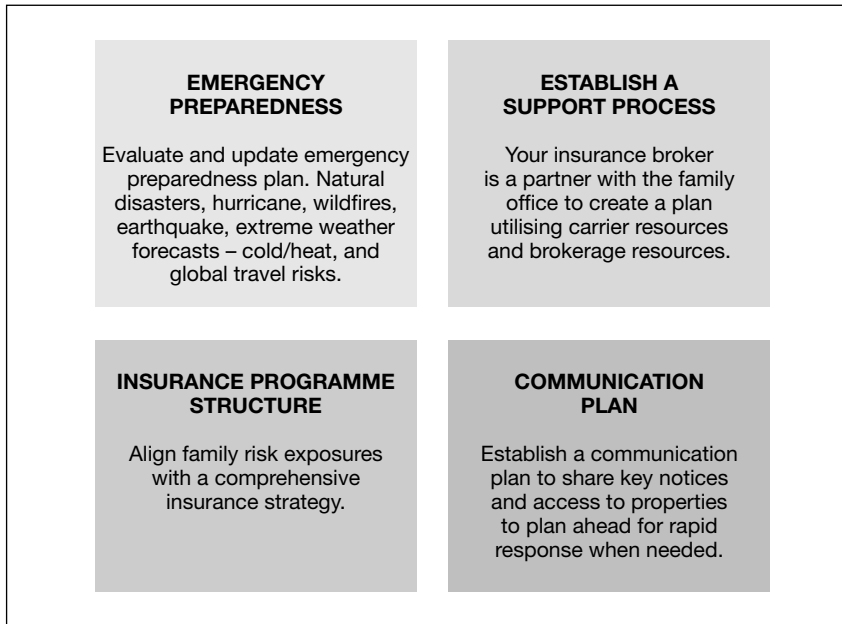 EMERGENCY
PREPAREDNESS
Evaluate and update emergency
preparedness plan. Natural
disasters, hurricane, wildfires,
earthquake, extreme weather
forecasts – cold/heat, and
global travel risks.
ESTABLISH A
SUPPORT PROCESS
Your insurance broker
is a partner with the family
office to create a plan
utilising carrier resources
and brokerage resources.
INSURANCE PROGRAMME
STRUCTURE
Align family risk exposures
with a comprehensive
insurance strategy.
COMMUNICATION
PLAN
Establish a communication
plan to share key notices
and access to properties
to plan ahead for rapid
response when needed.